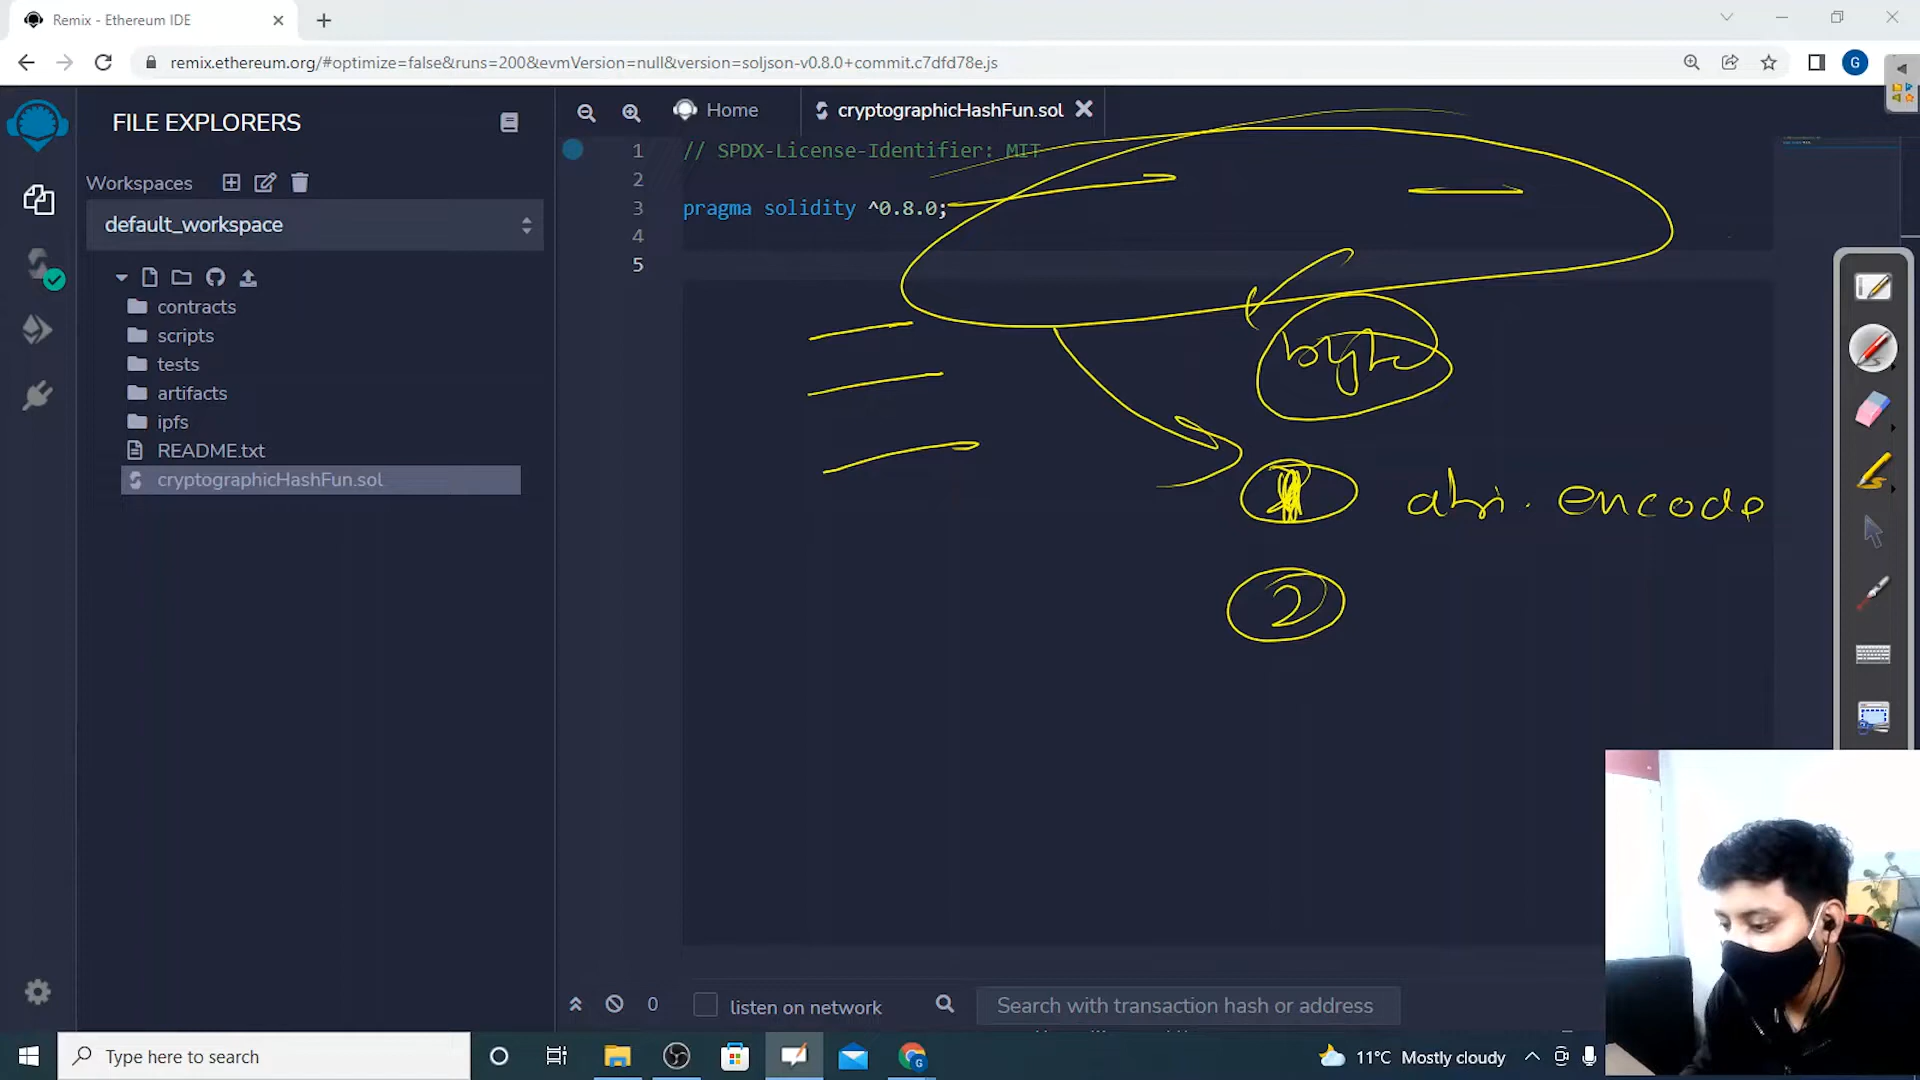 Remix - Ethereum IDE
remix.ethereum.org/#optimize=false&runs=200&evmVersion=null&version=soljson-v0.8.0+commit.c7dfd78e.js
G
FILE EXPLORERS
Home
cryptographicHashFun.sol
Workspaces
default_workspace
contracts
scripts
tests
artifacts
ipfs
README.txt
cryptographicHashFun.sol
1 // SPDX-License-Identifier: MIT
2
3 pragma solidity ^0.8.0;
4
5
byte
abi. encode
2
0
listen on network
Search with transaction hash or address
Type here to search
11°C Mostly cloudy